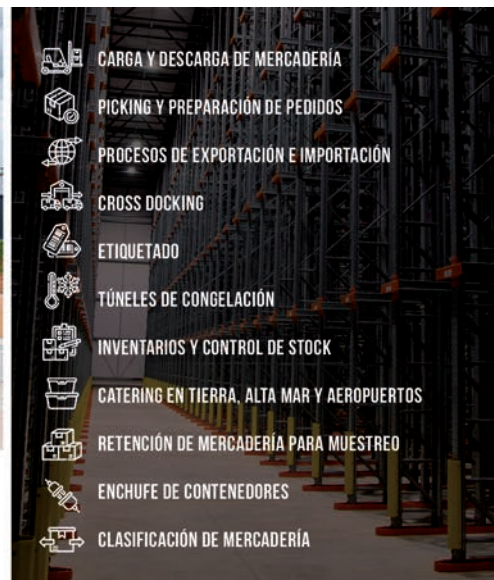 CARGA Y DESCARGA DE MERCADERÍA
PICKING Y PREPARACIÓN DE PEDIDOS
PROCESOS DE EXPORTACIÓN E IMPORTACIÓN
CROSS DOCKING
ETIQUETADO
TÚNELES DE CONGELACIÓN
INVENTARIOS Y CONTROL DE STOCK
CATERING EN TIERRA, ALTA MAR Y AEROPUERTOS
RETENCIÓN DE MERCADERÍA PARA MUESTREO
ENCHUFE DE CONTENEDORES
CLASIFICACIÓN DE MERCADERÍA